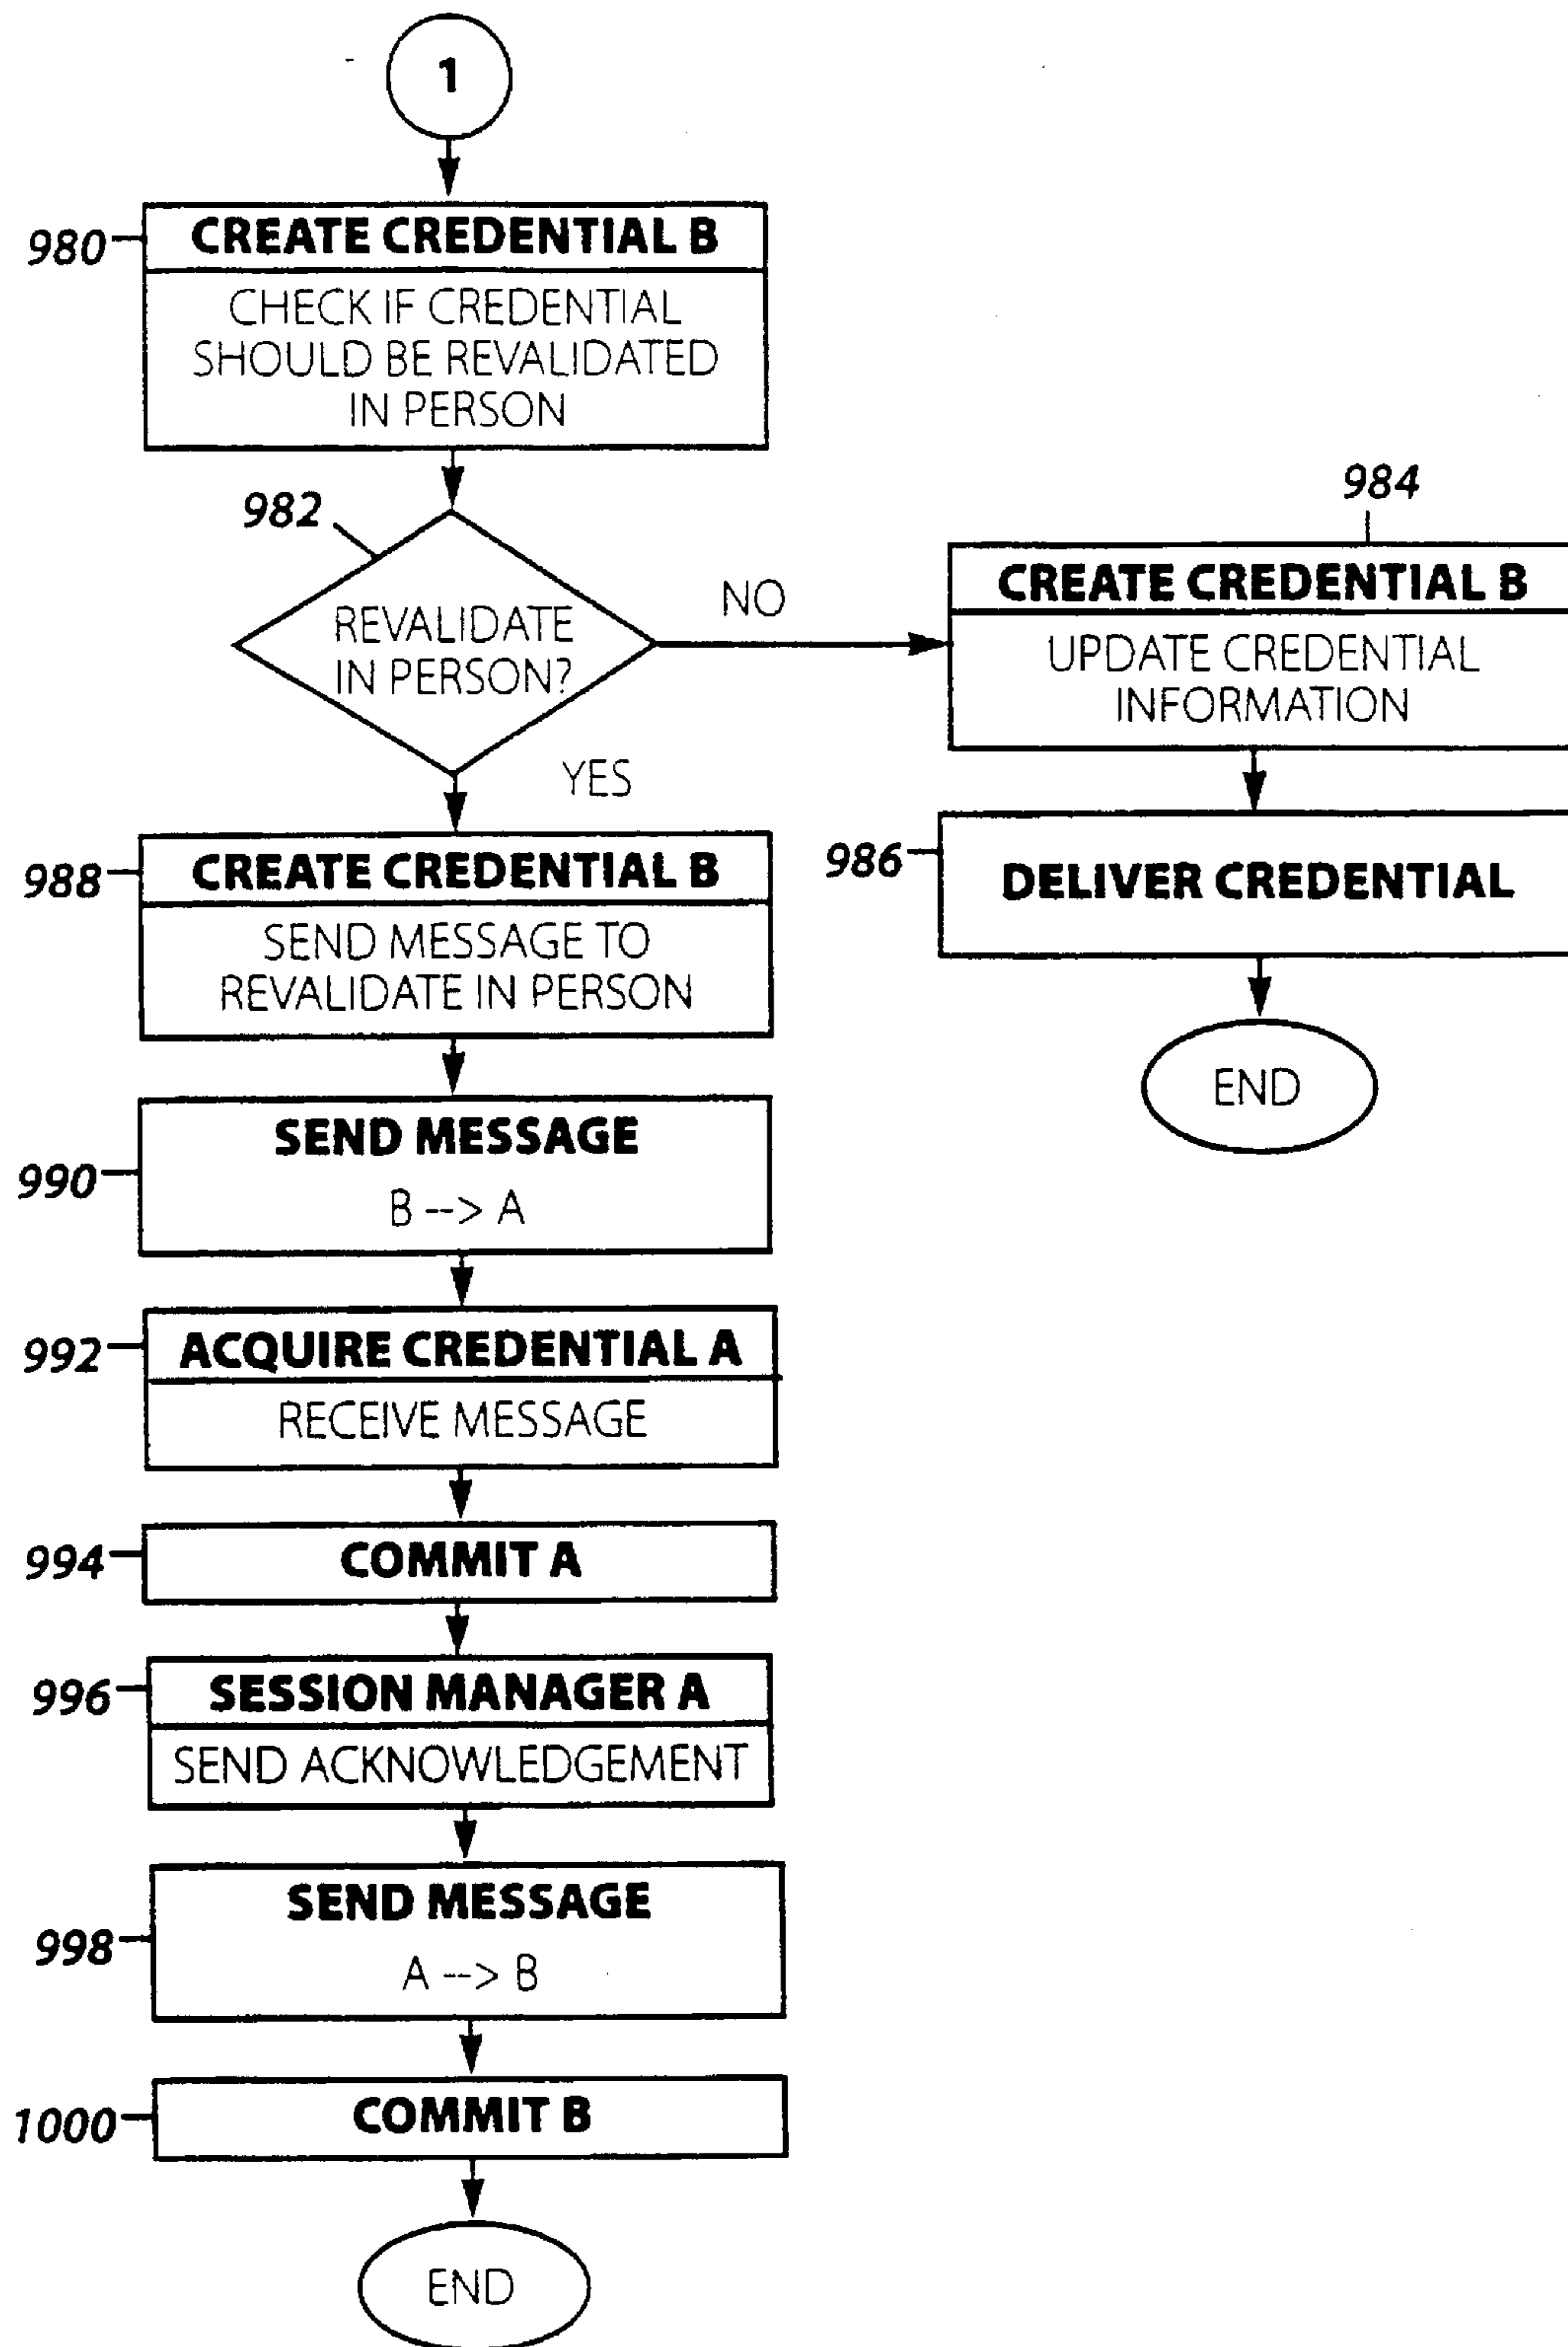 1
980
CREATE CREDENTIAL B
CHECK IF CREDENTIAL
SHOULD BE REVALIDATED
IN PERSON
982
REVALIDATE
IN PERSON?
NO
984
CREATE CREDENTIAL B
UPDATE CREDENTIAL
INFORMATION
986
DELIVER CREDENTIAL
END
YES
988
CREATE CREDENTIAL B
SEND MESSAGE TO
REVALIDATE IN PERSON
990
SEND MESSAGE
B --> A
992
ACQUIRE CREDENTIAL A
RECEIVE MESSAGE
994
COMMIT A
996
SESSION MANAGER A
SEND ACKNOWLEDGEMENT
998
SEND MESSAGE
A --> B
1000
COMMIT B
END